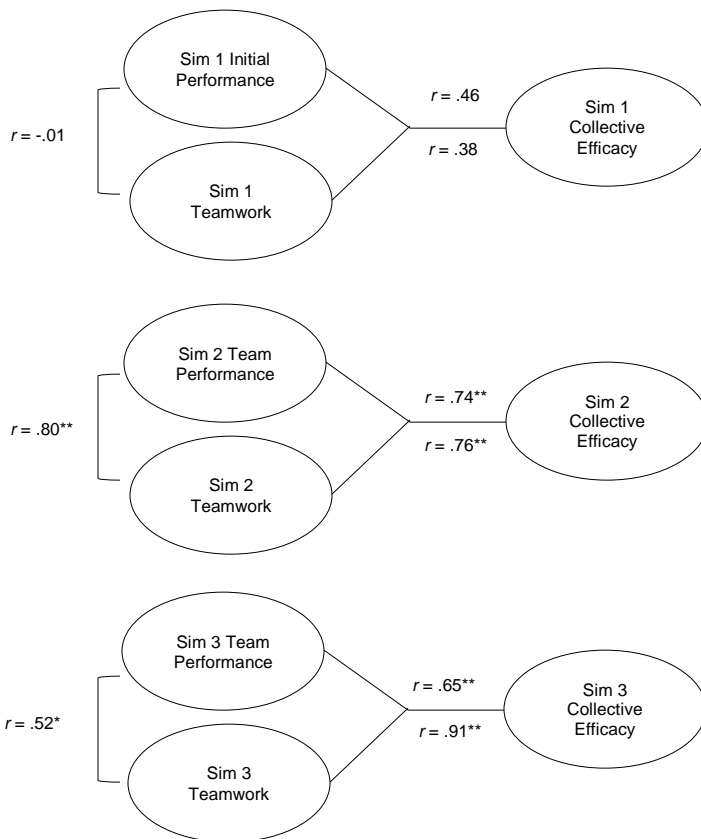 Sim 1 Initial
Performance
r = -.01
Sim 1
Teamwork
r = .46
r = .38
Sim 1
Collective
Efficacy
Sim 2 Team
Performance
r = .80**
Sim 2
Teamwork
r = .74**
r = .76**
Sim 2
Collective
Efficacy
Sim 3 Team
Performance
r = .52*
Sim 3
Teamwork
r = .65**
r = .91**
Sim 3
Collective
Efficacy